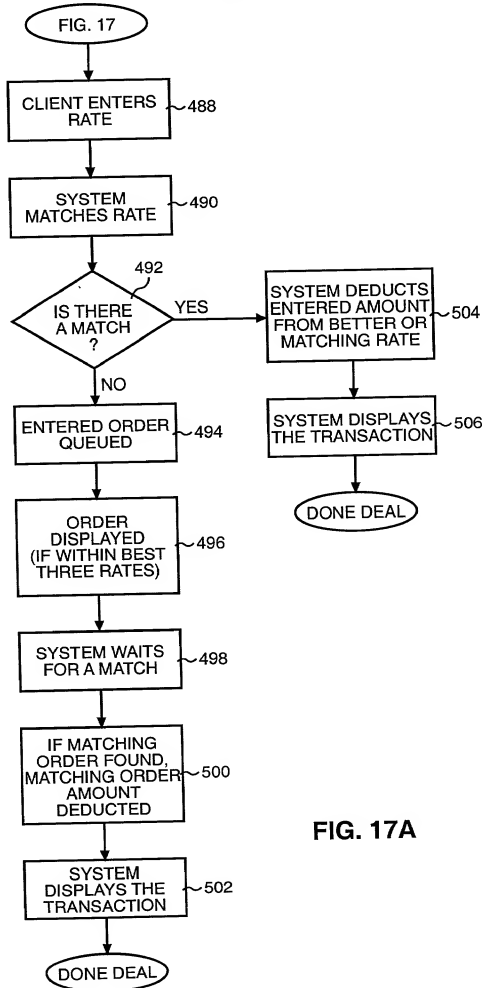 FIG. 17
CLIENT ENTERS
RATE
488
SYSTEM
MATCHES RATE
490
492
IS THERE
A MATCH
?
YES
NO
SYSTEM DEDUCTS
ENTERED AMOUNT
FROM BETTER OR
MATCHING RATE
504
SYSTEM DISPLAYS
THE TRANSACTION
506
DONE DEAL
ENTERED ORDER
QUEUED
494
ORDER
DISPLAYED
(IF WITHIN BEST
THREE RATES)
496
SYSTEM WAITS
FOR A MATCH
498
IF MATCHING
ORDER FOUND,
MATCHING ORDER
AMOUNT
DEDUCTED
500
SYSTEM
DISPLAYS THE
TRANSACTION
502
DONE DEAL
FIG. 17A